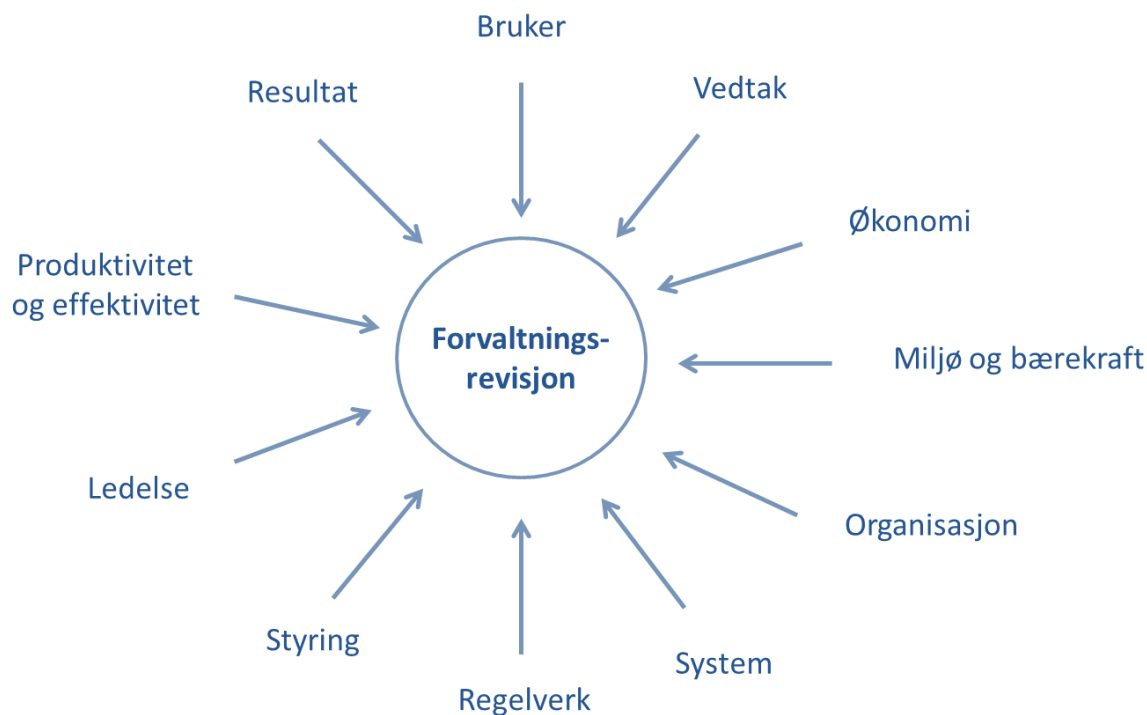 Bruker
Vedtak
Resultat
Økonomi
Produktivitet
og effektivitet
Forvaltnings-
revisjon
Miljø og bærekraft
Ledelse
Organisasjon
Styring
System
Regelverk